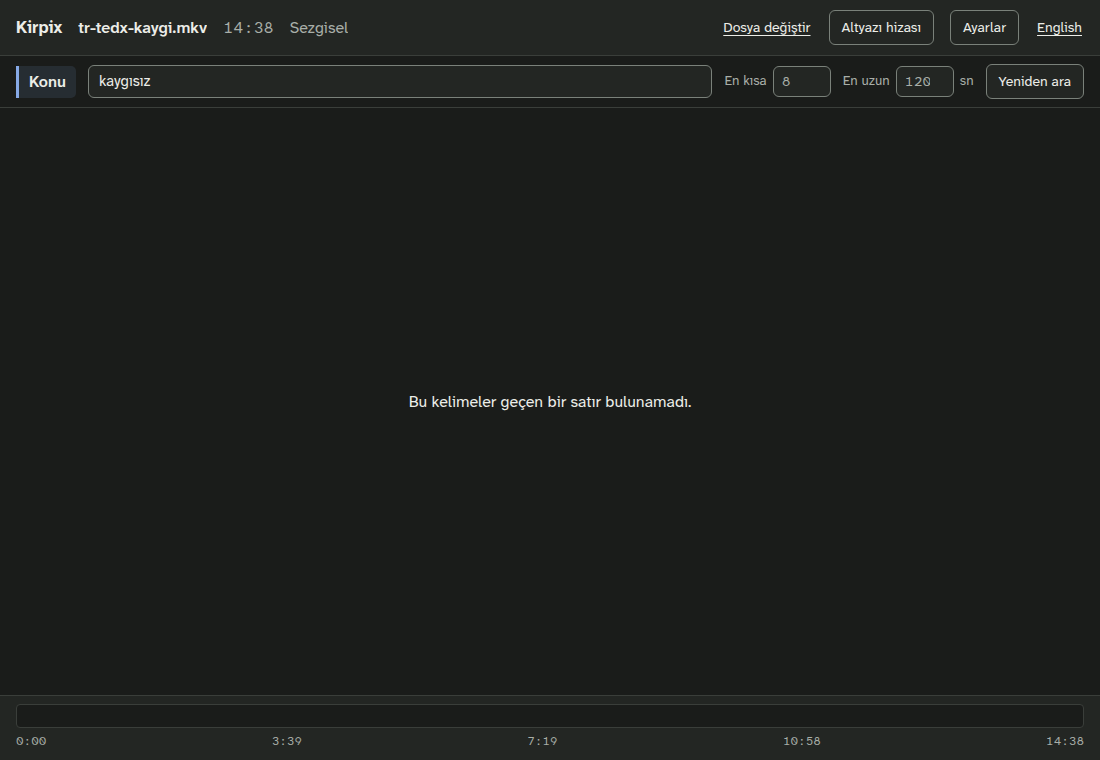 Kirpix tr-tedx-kaygi.mkv 14:38 Sezgisel Dosya değiştir Altyazı hizası Ayarlar English
Konu kaygısız En kısa 8 En uzun 120 sn Yeniden ara
Bu kelimeler geçen bir satır bulunamadı.
0:00 3:39 7:19 10:58 14:38